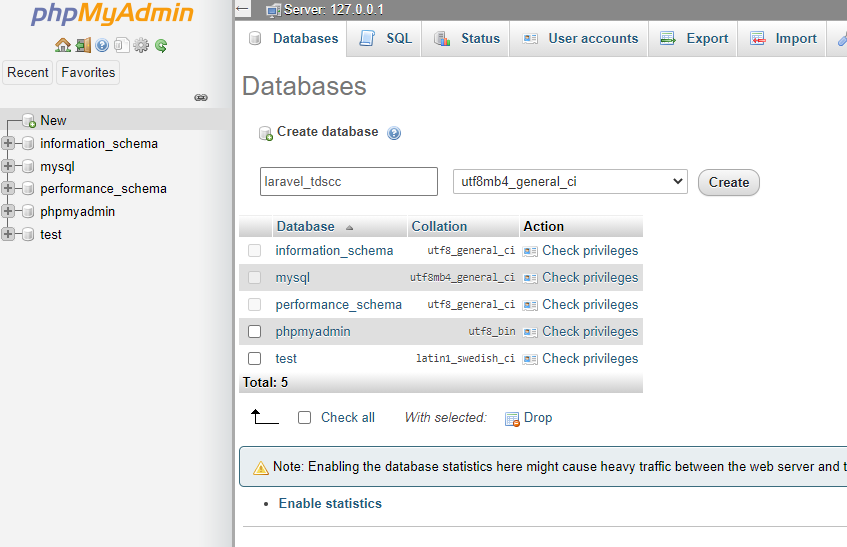 phpMyAdmin
Recent Favorites
New
information_schema
mysql
performance_schema
phpmyadmin
test
Server: 127.0.0.1
Databases SQL Status User accounts Export Import
Databases
Create database
laravel_tdscc utf8mb4_general_ci Create
Database Collation Action
information_schema utf8_general_ci Check privileges
mysql utf8mb4_general_ci Check privileges
performance_schema utf8_general_ci Check privileges
phpmyadmin utf8_bin Check privileges
test latin1_swedish_ci Check privileges
Total: 5
Check all With selected: Drop
Note: Enabling the database statistics here might cause heavy traffic between the web server and t
Enable statistics